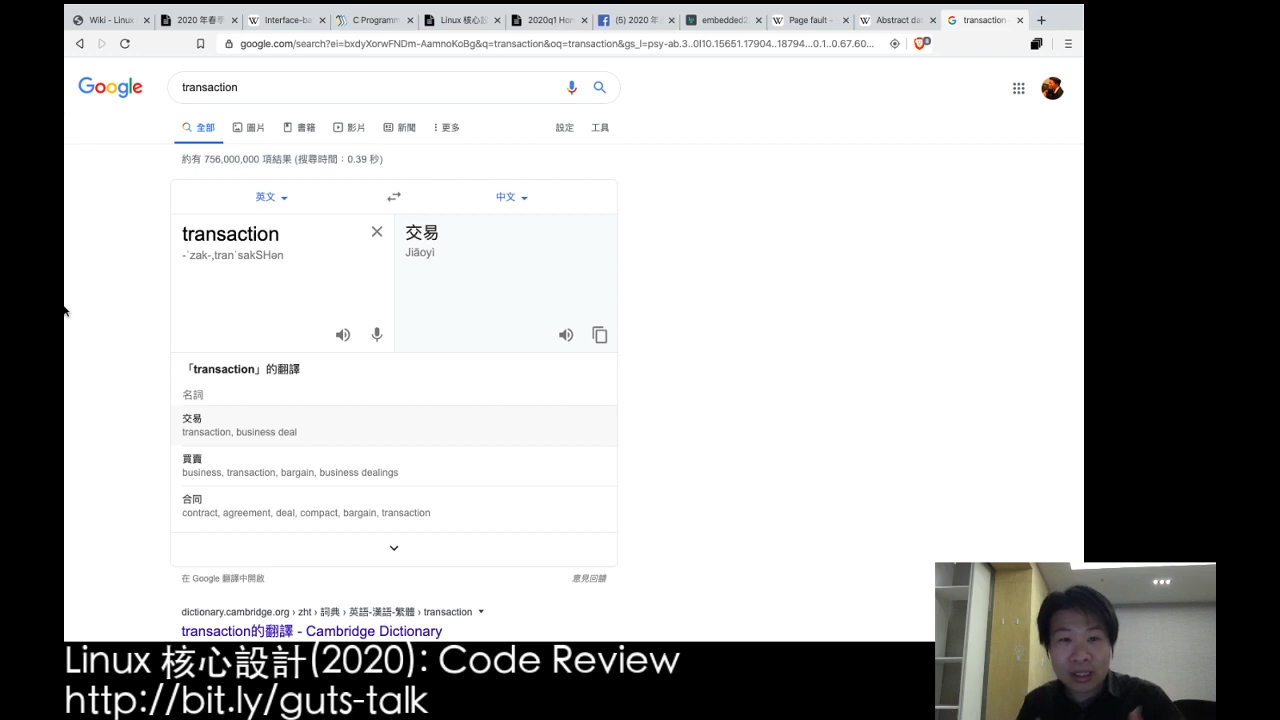 Wiki - Linux
2020 年春季
Interface-ba
C Programm
Linux 核心設
2020q1 Hom
(5) 2020 年
embedded2
Page fault -
Abstract dat
transaction
google.com/search?ei=bxdyXorwFNDm-AamnoKoBg&q=transaction&oq=transaction&gs_l=psy-ab.3..0l10.15651.17904..18794...0.1..0.67.60...
Google
transaction
全部
圖片
書籍
影片
新聞
更多
設定
工具
約有 756,000,000 項結果 (搜尋時間：0.39 秒)
英文
中文
transaction
-ˈzak-,tranˈsakSHən
交易
Jiāoyì
「transaction」的翻譯
名詞
交易
transaction, business deal
買賣
business, transaction, bargain, business dealings
合同
contract, agreement, deal, compact, bargain, transaction
在 Google 翻譯中開啟
意見回饋
dictionary.cambridge.org › zht › 詞典 › 英語-漢語-繁體 › transaction
transaction的翻譯 - Cambridge Dictionary
Linux 核心設計(2020): Code Review
http://bit.ly/guts-talk